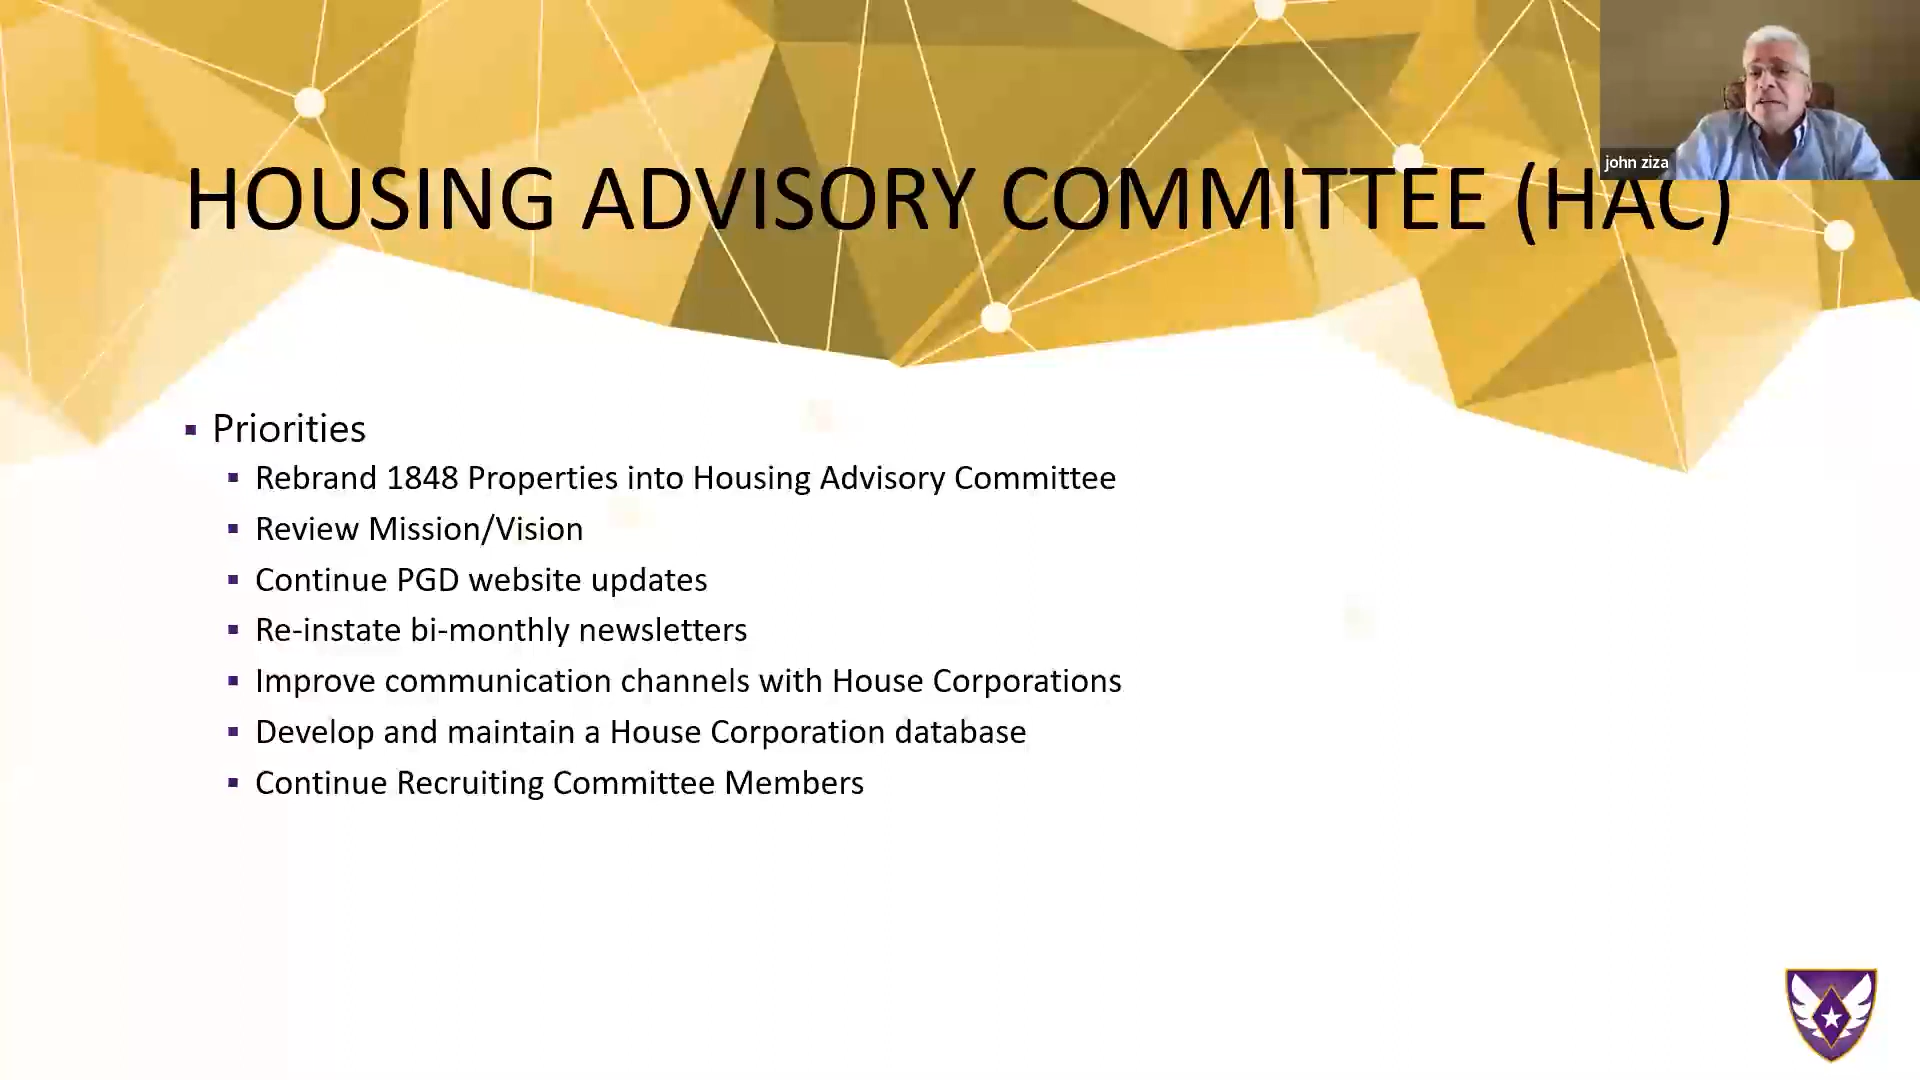 john ziza
HOUSING ADVISORY COMMITTEE (HAC)
Priorities
Rebrand 1848 Properties into Housing Advisory Committee
Review Mission/Vision
Continue PGD website updates
Re-instate bi-monthly newsletters
Improve communication channels with House Corporations
Develop and maintain a House Corporation database
Continue Recruiting Committee Members